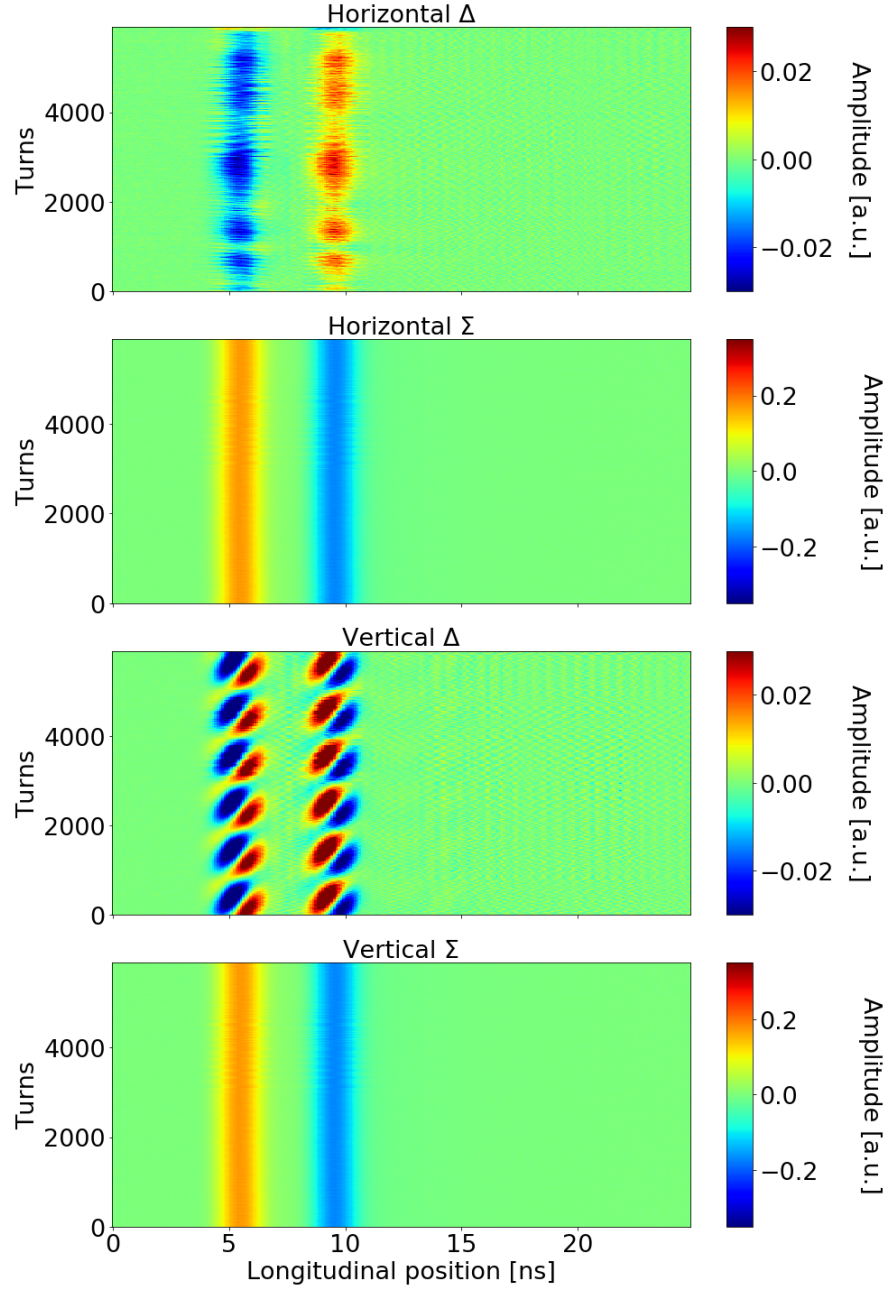 Horizontal Δ
4000
2000
0
Turns
0.02
0.00
−0.02
Amplitude [a.u.]
Horizontal Σ
4000
2000
0
Turns
0.2
0.0
−0.2
Amplitude [a.u.]
Vertical Δ
4000
2000
0
Turns
0.02
0.00
−0.02
Amplitude [a.u.]
Vertical Σ
4000
2000
0
Turns
0.2
0.0
−0.2
Amplitude [a.u.]
0 5 10 15 20
Longitudinal position [ns]